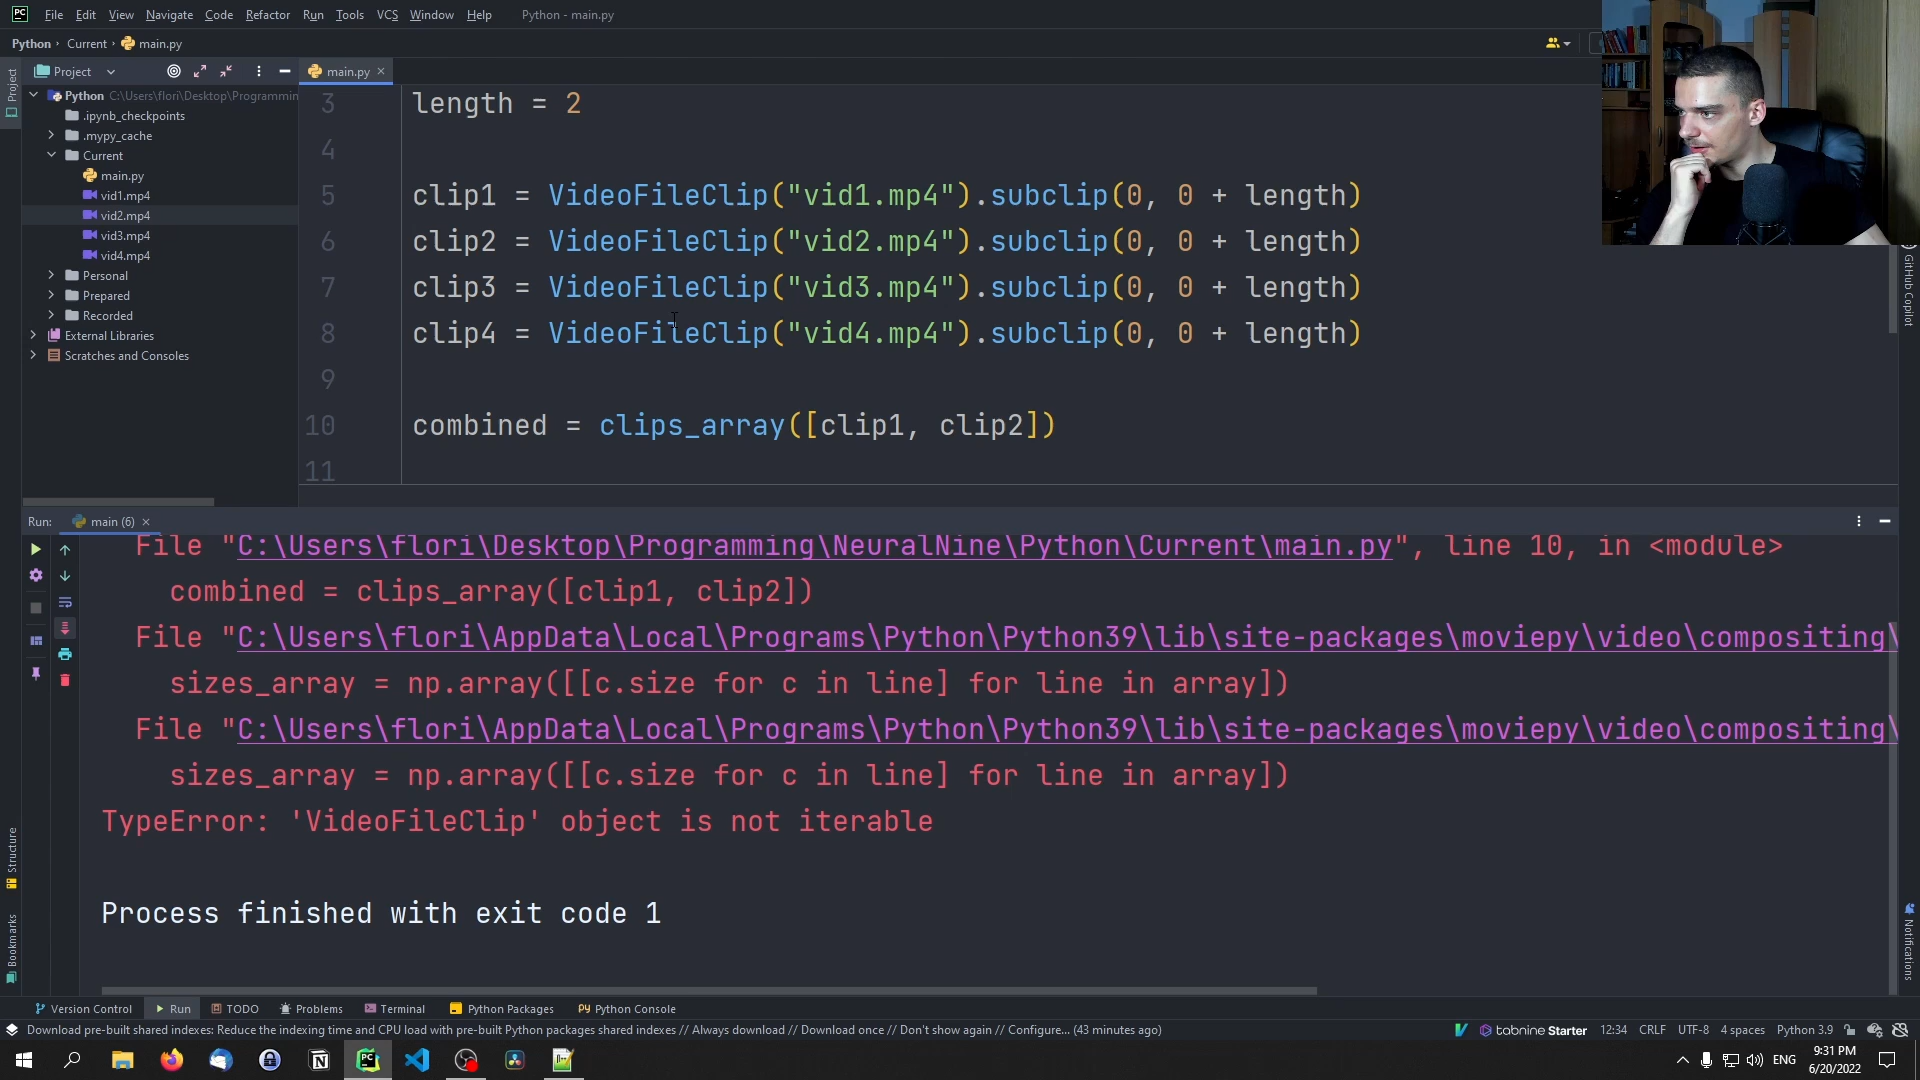 PC File Edit View Navigate Code Refactor Run Tools VCS Window Help Python - main.py
Python › Current › main.py
Project
main.py
Project
Python C:\Users\flori\Desktop\Programmin
.ipynb_checkpoints
.mypy_cache
Current
main.py
vid1.mp4
vid2.mp4
vid3.mp4
vid4.mp4
Personal
Prepared
Recorded
External Libraries
Scratches and Consoles
3 length = 2
4
5 clip1 = VideoFileClip("vid1.mp4").subclip(0, 0 + length)
6 clip2 = VideoFileClip("vid2.mp4").subclip(0, 0 + length)
7 clip3 = VideoFileClip("vid3.mp4").subclip(0, 0 + length)
8 clip4 = VideoFileClip("vid4.mp4").subclip(0, 0 + length)
9
10 combined = clips_array([clip1, clip2])
11
GitHub Copilot
Run: main (6)
File "C:\Users\flori\Desktop\Programming\NeuralNine\Python\Current\main.py", line 10, in <module>
combined = clips_array([clip1, clip2])
File "C:\Users\flori\AppData\Local\Programs\Python\Python39\lib\site-packages\moviepy\video\compositing\
sizes_array = np.array([[c.size for c in line] for line in array])
File "C:\Users\flori\AppData\Local\Programs\Python\Python39\lib\site-packages\moviepy\video\compositing\
sizes_array = np.array([[c.size for c in line] for line in array])
TypeError: 'VideoFileClip' object is not iterable
Process finished with exit code 1
Structure
Bookmarks
Notifications
Version Control Run TODO Problems Terminal Python Packages Python Console
Download pre-built shared indexes: Reduce the indexing time and CPU load with pre-built Python packages shared indexes // Always download // Download once // Don't show again // Configure... (43 minutes ago) tabnine Starter 12:34 CRLF UTF-8 4 spaces Python 3.9
ENG 9:31 PM
6/20/2022